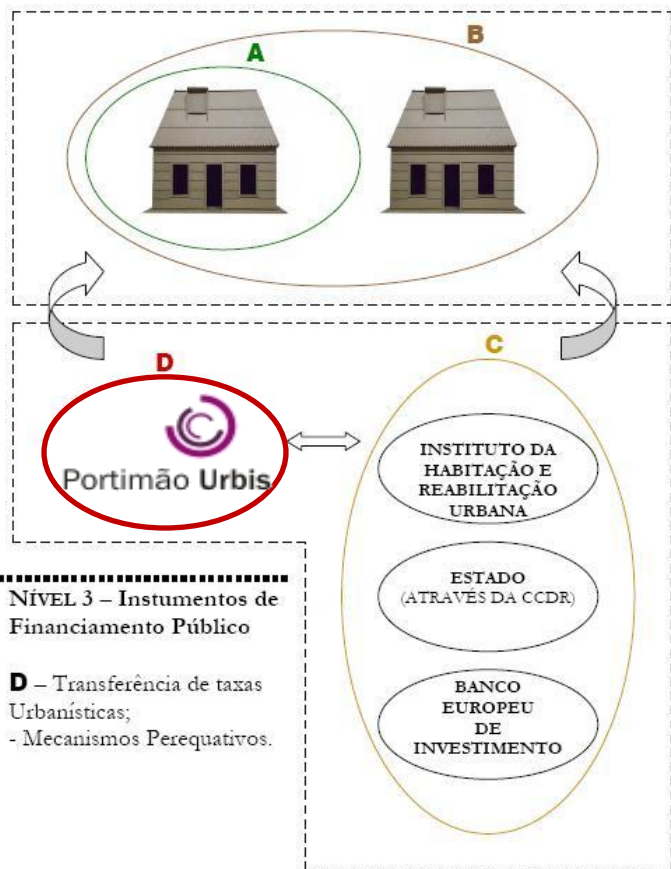 A
B
D
C
Portimão Urbis
INSTITUTO DA
HABITAÇÃO E
REABILITAÇÃO
URBANA
ESTADO
(ATRAVÉS DA CCDR)
BANCO
EUROPEU
DE
INVESTIMENTO
NÍVEL 3 – Instumentos de
Financiamento Público
D – Transferência de taxas
Urbanísticas;
- Mecanismos Perequativos.